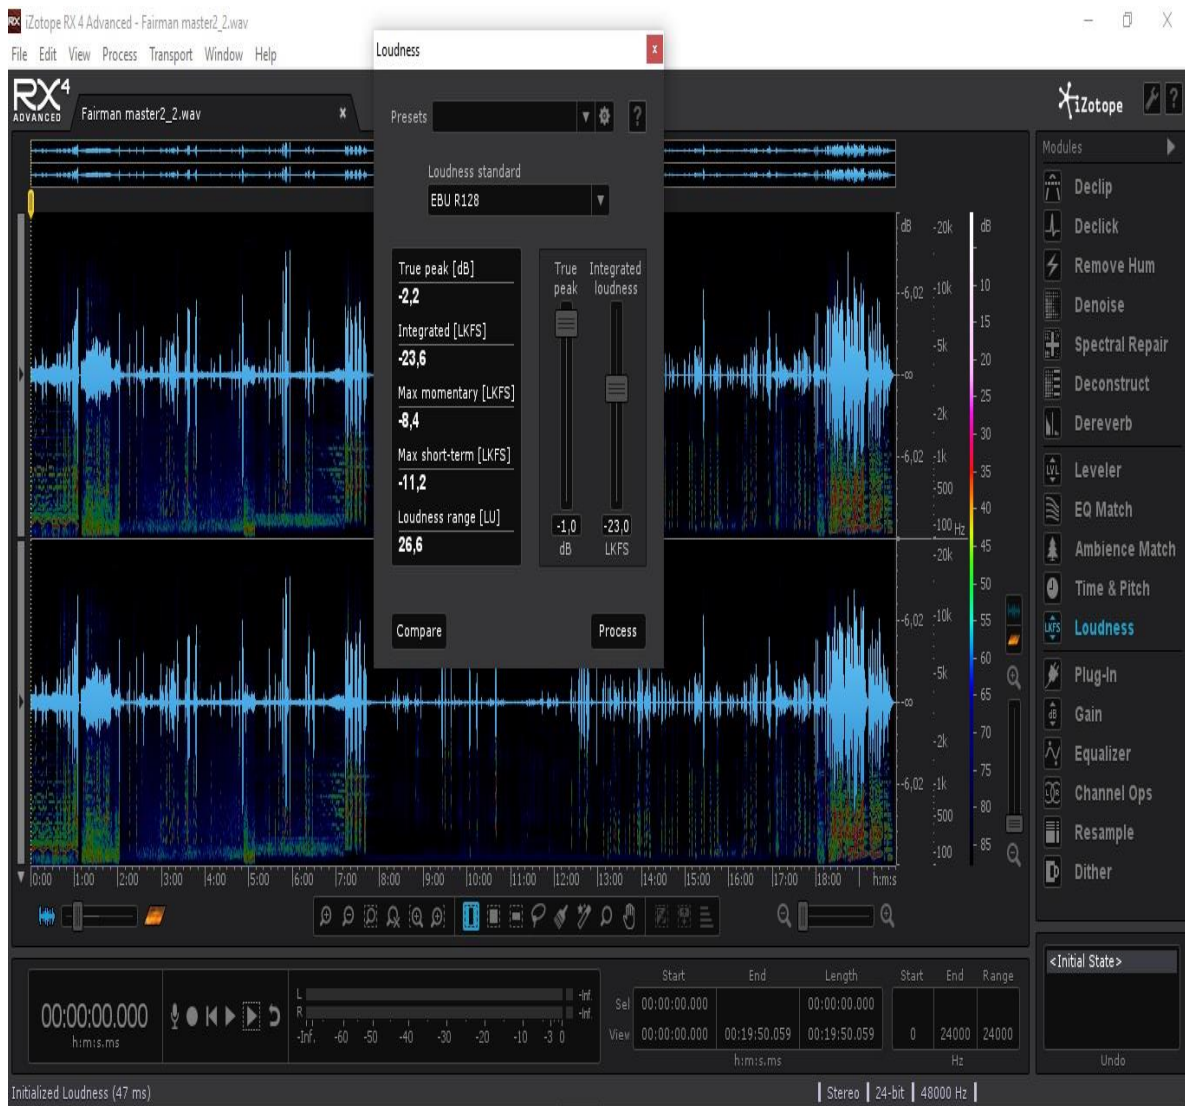 iZotope RX 4 Advanced - Fairman master2_2.wav
File Edit View Process Transport Window Help
RX 4
ADVANCED
Fairman master2_2.wav x
iZotope ?
Loudness x
Presets ?
Loudness standard
EBU R128
True peak [dB]
-2,2
Integrated [LKFS]
-23,6
Max momentary [LKFS]
-8,4
Max short-term [LKFS]
-11,2
Loudness range [LU]
26,6
True peak
Integrated loudness
-1,0 -23,0
dB LKFS
Compare Process
dB -20k dB
-6,02 -10k
-5k
-∞
-2k
-6,02 -1k
-500
-100 Hz
-20k
-6,02 -10k
-5k
-∞
-2k
-6,02 -1k
-500
-100
- 10
- 15
- 20
- 25
- 30
- 35
- 40
- 45
- 50
- 55
- 60
- 65
- 70
- 75
- 80
- 85
Modules
Declip
Declick
Remove Hum
Denoise
Spectral Repair
Deconstruct
Dereverb
LVL Leveler
EQ Match
Ambience Match
Time & Pitch
LKFS Loudness
Plug-In
dB Gain
Equalizer
Channel Ops
Resample
Dither
0:00 1:00 2:00 3:00 4:00 5:00 6:00 7:00 8:00 9:00 10:00 11:00 12:00 13:00 14:00 15:00 16:00 17:00 18:00 h:m:s
00:00:00.000
h:m:s.ms
L -Inf.
R -Inf.
-Inf. -60 -50 -40 -30 -20 -10 -3 0
Start End Length Start End Range
Sel 00:00:00.000 00:00:00.000
View 00:00:00.000 00:19:50.059 00:19:50.059 0 24000 24000
h:m:s.ms Hz
<Initial State>
Undo
Initialized Loudness (47 ms)
Stereo 24-bit 48000 Hz